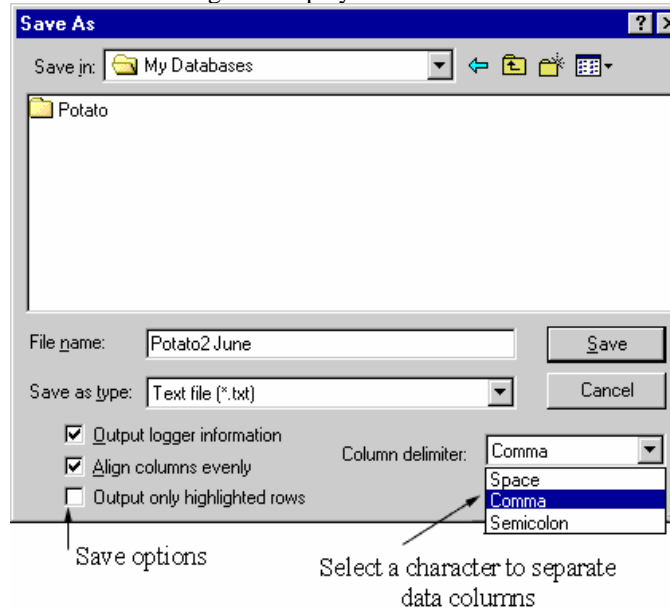 Save As
Save in: My Databases
Potato
File name: Potato2 June Save
Save as type: Text file (*.txt) Cancel
Output logger information
Align columns evenly
Output only highlighted rows
Column delimiter: Comma
Space
Comma
Semicolon
Save options
Select a character to separate
data columns